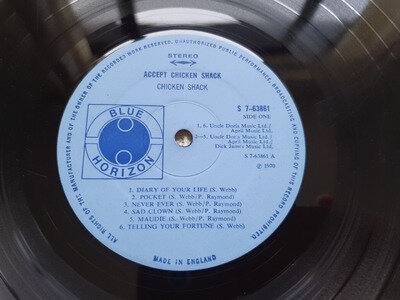 ALL RIGHTS OF THE MANUFACTURER AND OF THE OWNER OF THE RECORDED WORK RESERVED. UNAUTHORIZED PUBLIC PERFORMANCE, BROADCASTING AND COPYING OF THIS RECORD PROHIBITED
STEREO
ACCEPT CHICKEN SHACK
CHICKEN SHACK
S 7-63861
SIDE ONE
1, 6. Uncle Doris Music Ltd./
April Music Ltd.
2—5. Uncle Doris Music Ltd./
April Music Ltd./
Dick James Music Ltd.
S 7-63861 A
℗ 1970
BLUE
HORIZON
1. DIARY OF YOUR LIFE (S. Webb)
2. POCKET (S. Webb/P. Raymond)
3. NEVER EVER (S. Webb/P. Raymond)
4. SAD CLOWN (S. Webb/P. Raymond)
5. MAUDIE (S. Webb/P. Raymond)
6. TELLING YOUR FORTUNE (S. Webb)
MADE IN ENGLAND